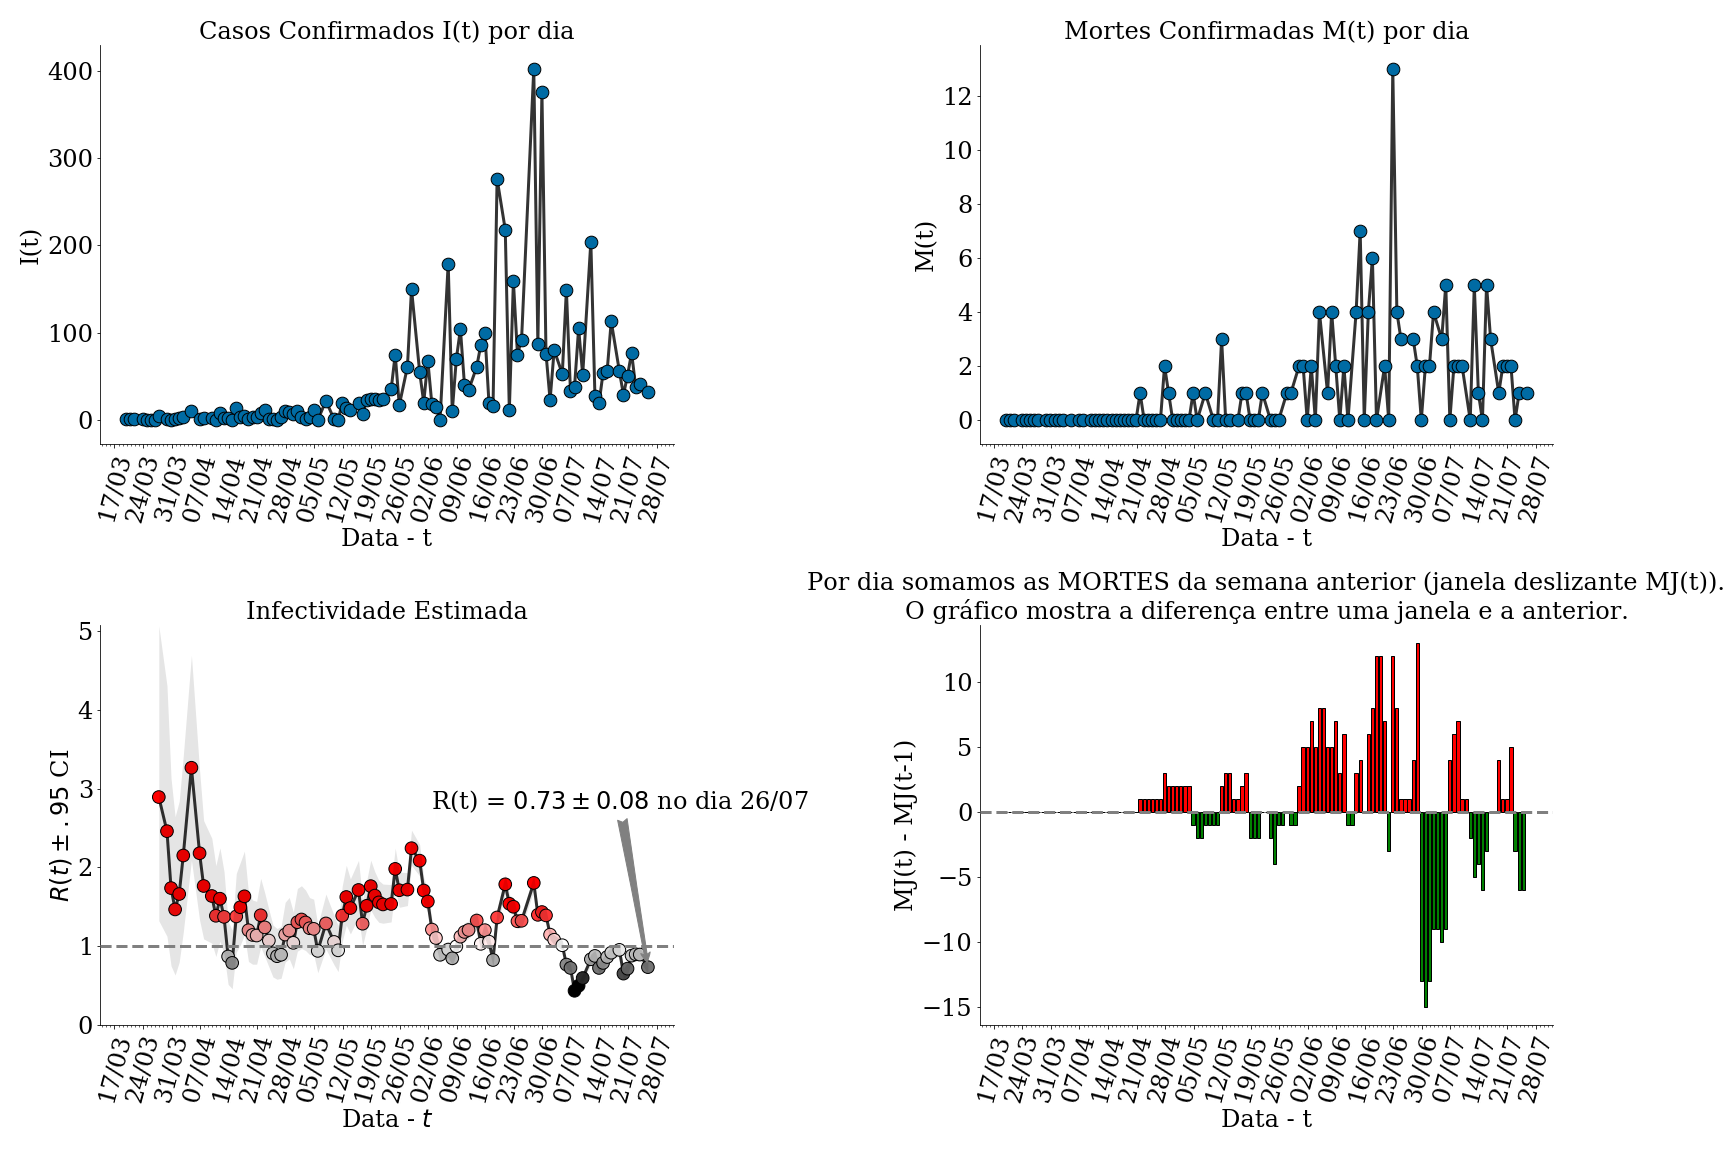 Casos Confirmados I(t) por dia
I(t)
400
300
200
100
0
17/03 24/03 31/03 07/04 14/04 21/04 28/04 05/05 12/05 19/05 26/05 02/06 09/06 16/06 23/06 30/06 07/07 14/07 21/07 28/07
Data - t
Mortes Confirmadas M(t) por dia
M(t)
12
10
8
6
4
2
0
17/03 24/03 31/03 07/04 14/04 21/04 28/04 05/05 12/05 19/05 26/05 02/06 09/06 16/06 23/06 30/06 07/07 14/07 21/07 28/07
Data - t
Infectividade Estimada
R(t) ± .95 CI
5
4
3
2
1
0
R(t) = 0.73 ± 0.08 no dia 26/07
17/03 24/03 31/03 07/04 14/04 21/04 28/04 05/05 12/05 19/05 26/05 02/06 09/06 16/06 23/06 30/06 07/07 14/07 21/07 28/07
Data - t
Por dia somamos as MORTES da semana anterior (janela deslizante MJ(t)).
O gráfico mostra a diferença entre uma janela e a anterior.
MJ(t) - MJ(t-1)
10
5
0
−5
−10
−15
17/03 24/03 31/03 07/04 14/04 21/04 28/04 05/05 12/05 19/05 26/05 02/06 09/06 16/06 23/06 30/06 07/07 14/07 21/07 28/07
Data - t